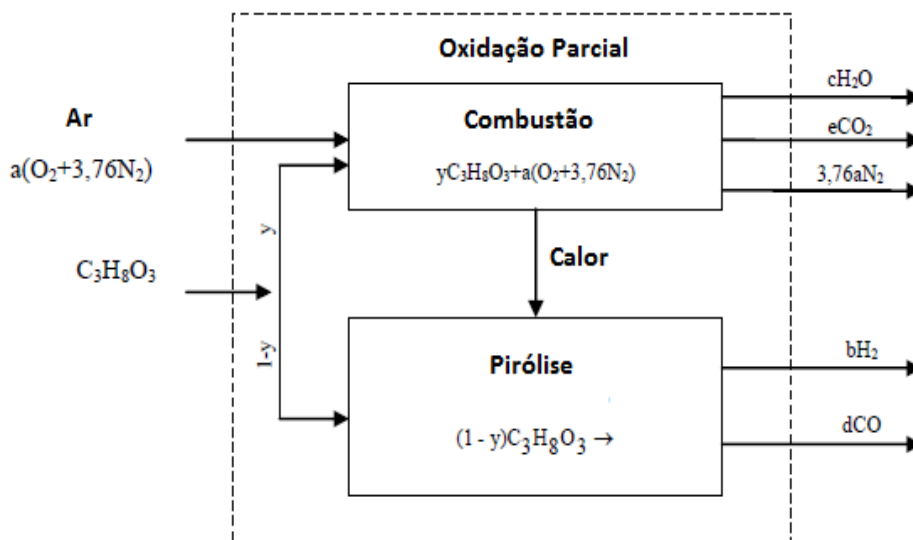 Oxidação Parcial
Ar
a(O₂+3,76N₂)
C₃H₈O₃
y
1-y
Combustão
yC₃H₈O₃+a(O₂+3,76N₂)
Calor
Pirólise
(1 - y)C₃H₈O₃ →
cH₂O
eCO₂
3,76aN₂
bH₂
dCO